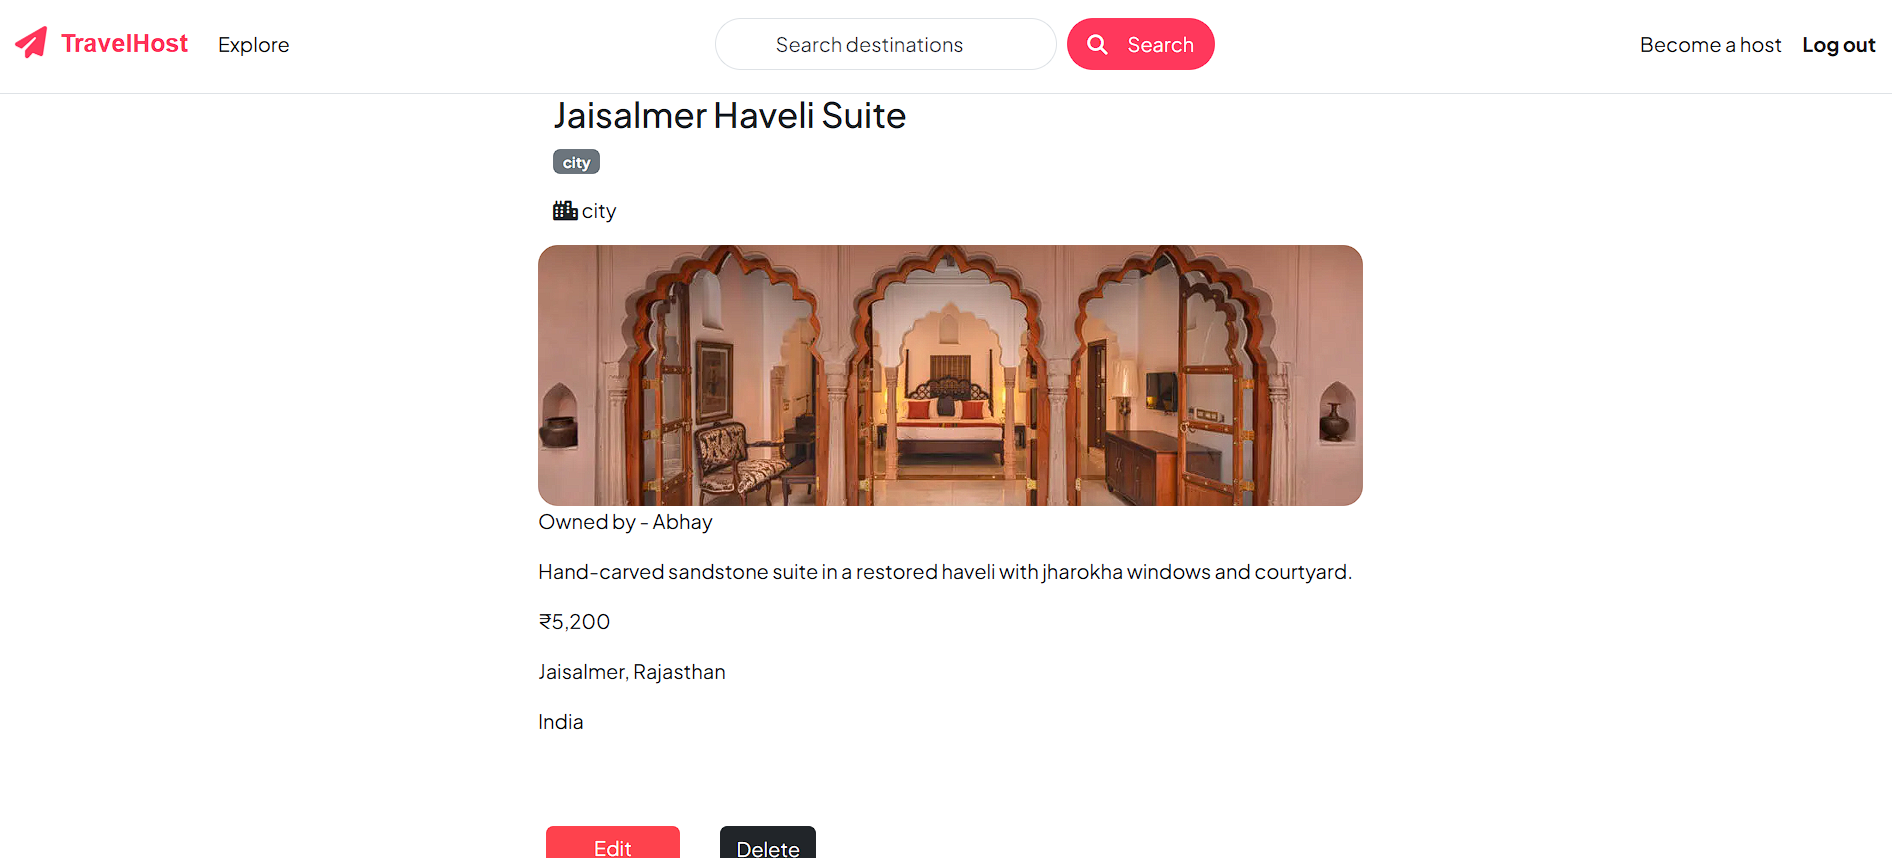 TravelHost Explore Search destinations Search Become a host Log out
Jaisalmer Haveli Suite
city
city
Owned by - Abhay
Hand-carved sandstone suite in a restored haveli with jharokha windows and courtyard.
₹5,200
Jaisalmer, Rajasthan
India
Edit Delete